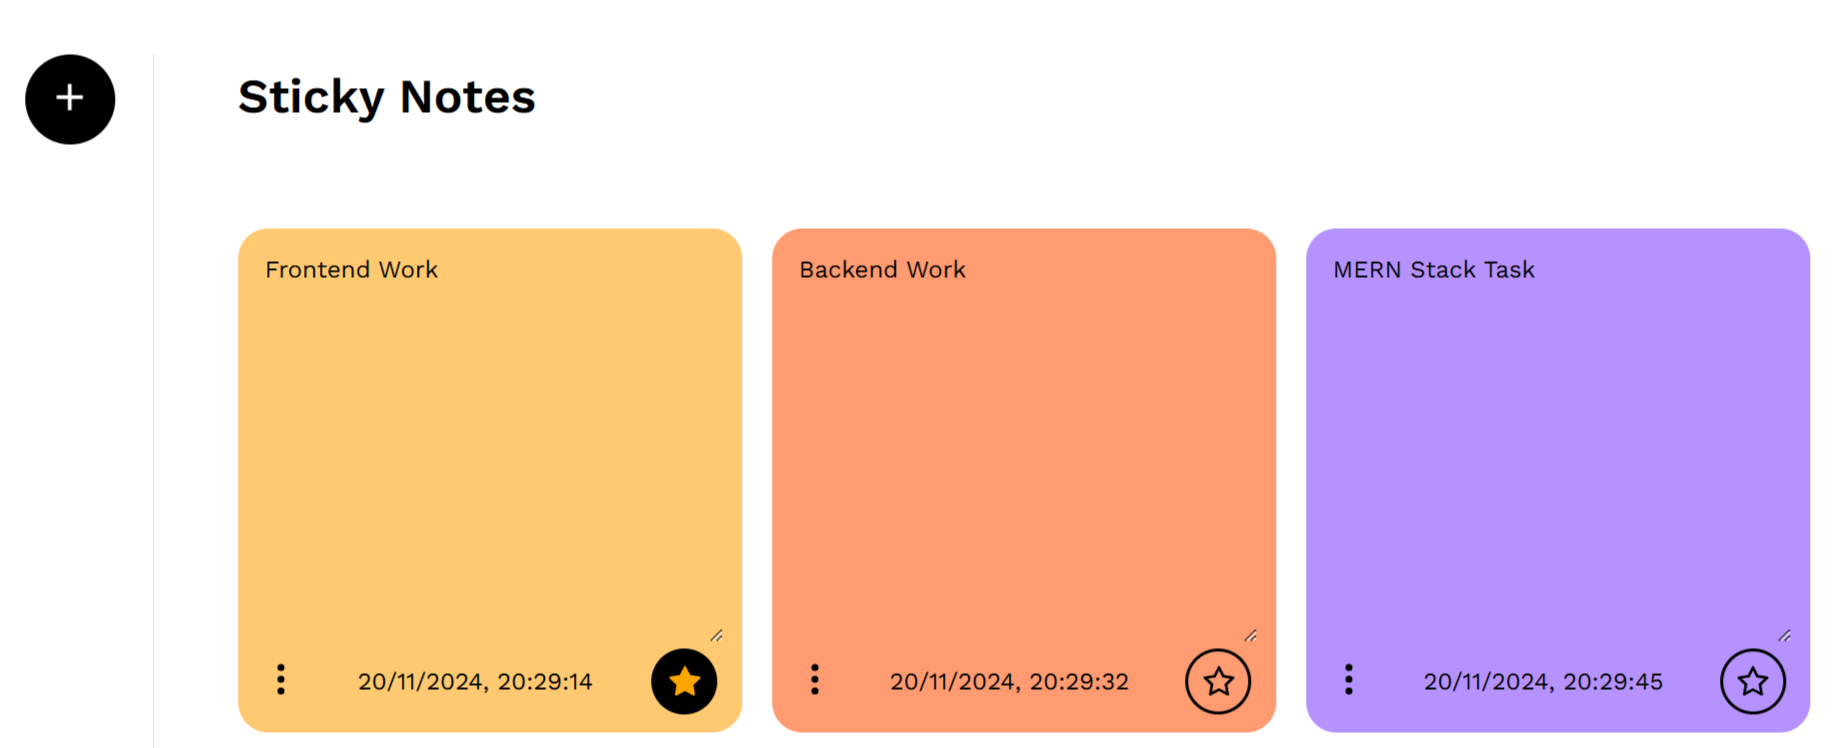 +
Sticky Notes
Frontend Work
Backend Work
MERN Stack Task
20/11/2024, 20:29:14
20/11/2024, 20:29:32
20/11/2024, 20:29:45